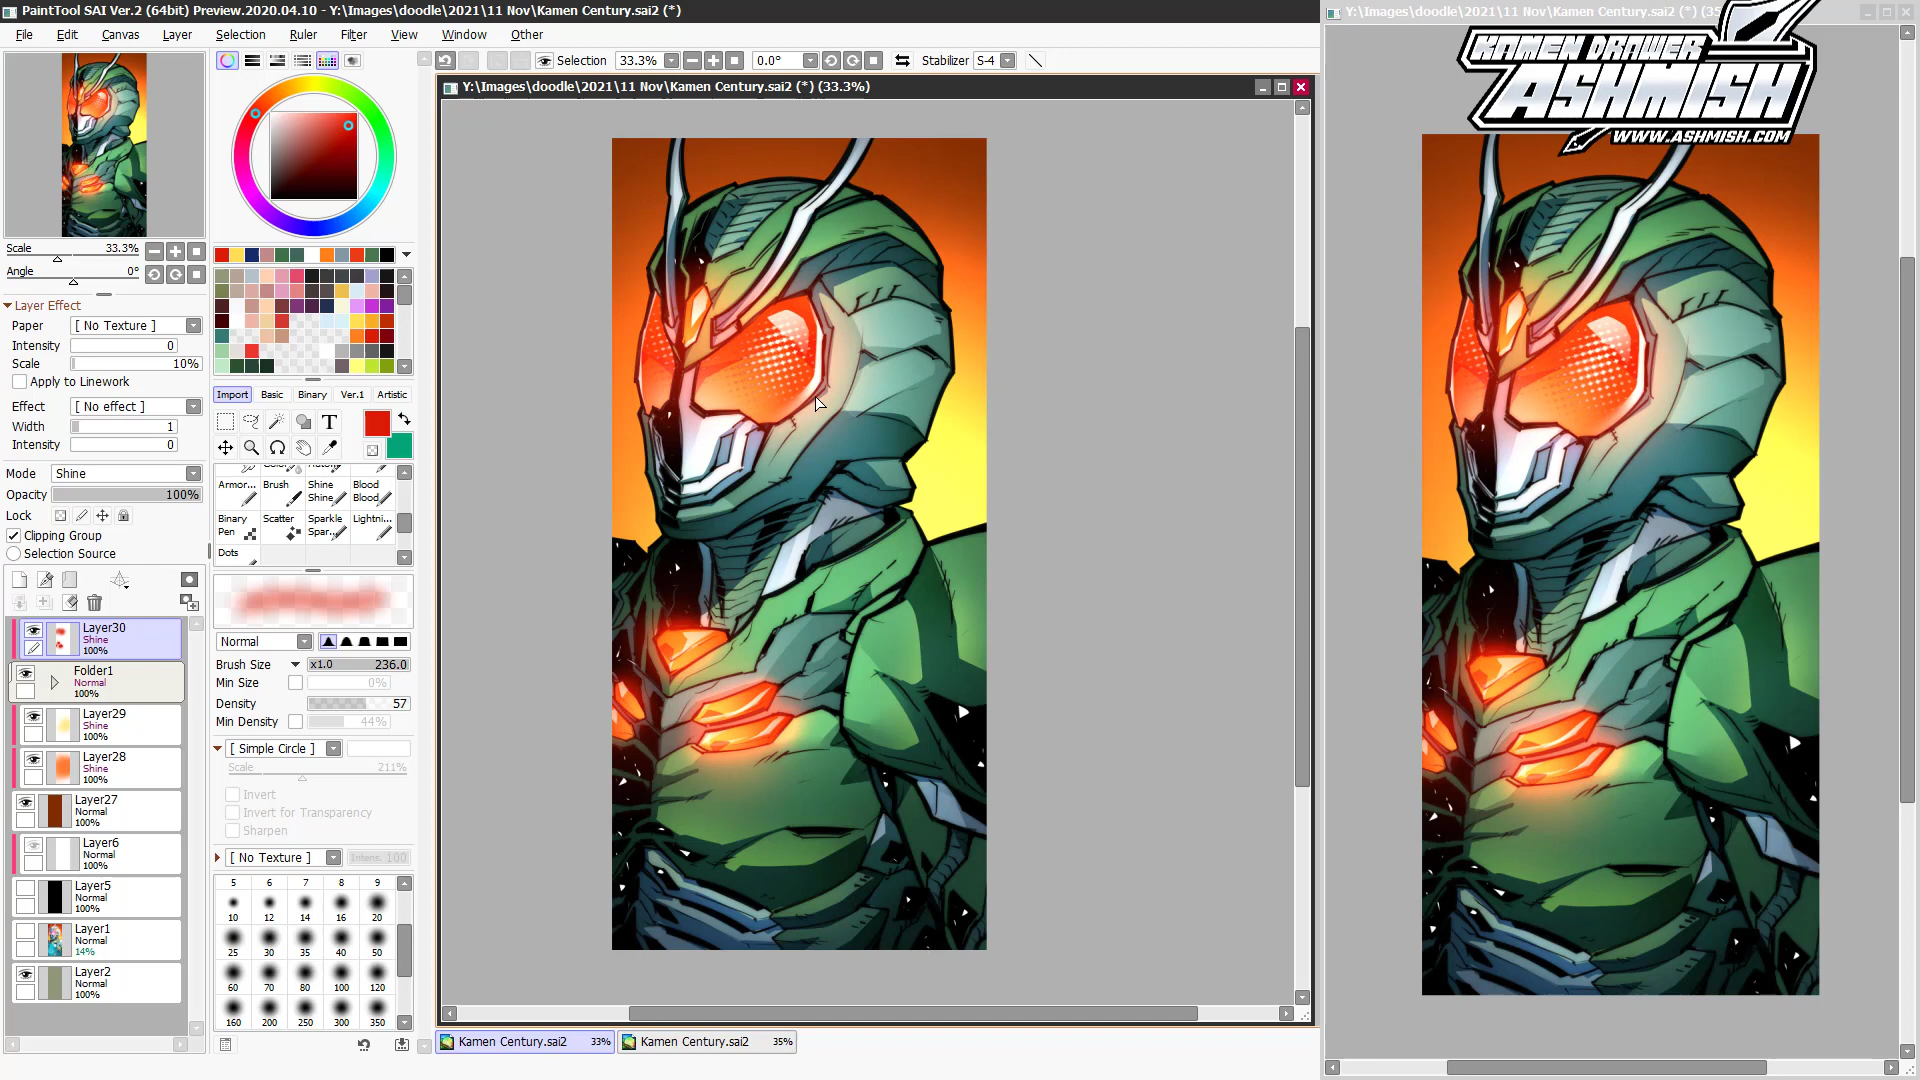 PaintTool SAI Ver.2 (64bit) Preview.2020.04.10 - Y:\Images\doodle\2021\11 Nov\Kamen Century.sai2 (*)
File Edit Canvas Layer Selection Ruler Filter View Window Other
Selection 33.3% 0.0° Stabilizer S-4
Y:\Images\doodle\2021\11 Nov\Kamen Century.sai2 (*) (33.3%)
Scale 33.3%
Angle 0°
Layer Effect
Paper [ No Texture ]
Intensity 0
Scale 10%
Apply to Linework
Effect [ No effect ]
Width 1
Intensity 0
Mode Shine
Opacity 100%
Lock
Clipping Group
Selection Source
Layer30
Shine
100%
Folder1
Normal
100%
Layer29
Shine
100%
Layer28
Shine
100%
Layer27
Normal
100%
Layer6
Normal
100%
Layer5
Normal
100%
Layer1
Normal
14%
Layer2
Normal
100%
Import Basic Binary Ver.1 Artistic
T
Armor... Brush Shine Blood
Shine Blood
Binary Scatter Sparkle Lightni...
Pen Spar...
Dots
Normal
Brush Size x1.0 236.0
Min Size 0%
Density 57
Min Density 44%
[ Simple Circle ]
Scale 211%
Invert
Invert for Transparency
Sharpen
[ No Texture ] Intens. 100
5 6 7 8 9
10 12 14 16 20
25 30 35 40 50
60 70 80 100 120
160 200 250 300 350
Kamen Century.sai2 33% Kamen Century.sai2 35%
Y:\Images\doodle\2021\11 Nov\Kamen Century.sai2 (*)
KAMEN DRAWER
ASHMISH
WWW.ASHMISH.COM